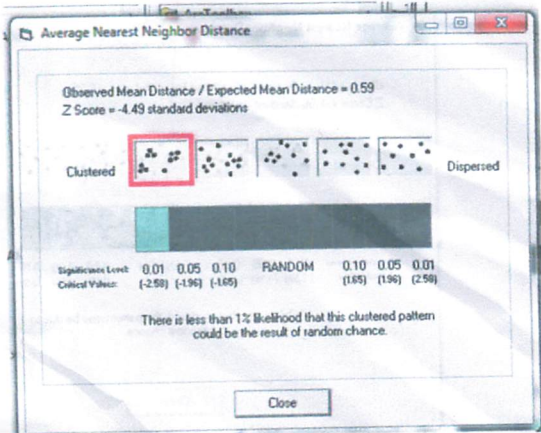 ArcToolbox
Average Nearest Neighbor Distance
Observed Mean Distance / Expected Mean Distance = 0.59
Z Score = -4.49 standard deviations
Clustered
Dispersed
Significance Level: 0.01 0.05 0.10 RANDOM 0.10 0.05 0.01
Critical Values: (-2.58) (-1.96) (-1.65) (1.65) (1.96) (2.58)
There is less than 1% likelihood that this clustered pattern
could be the result of random chance.
Close